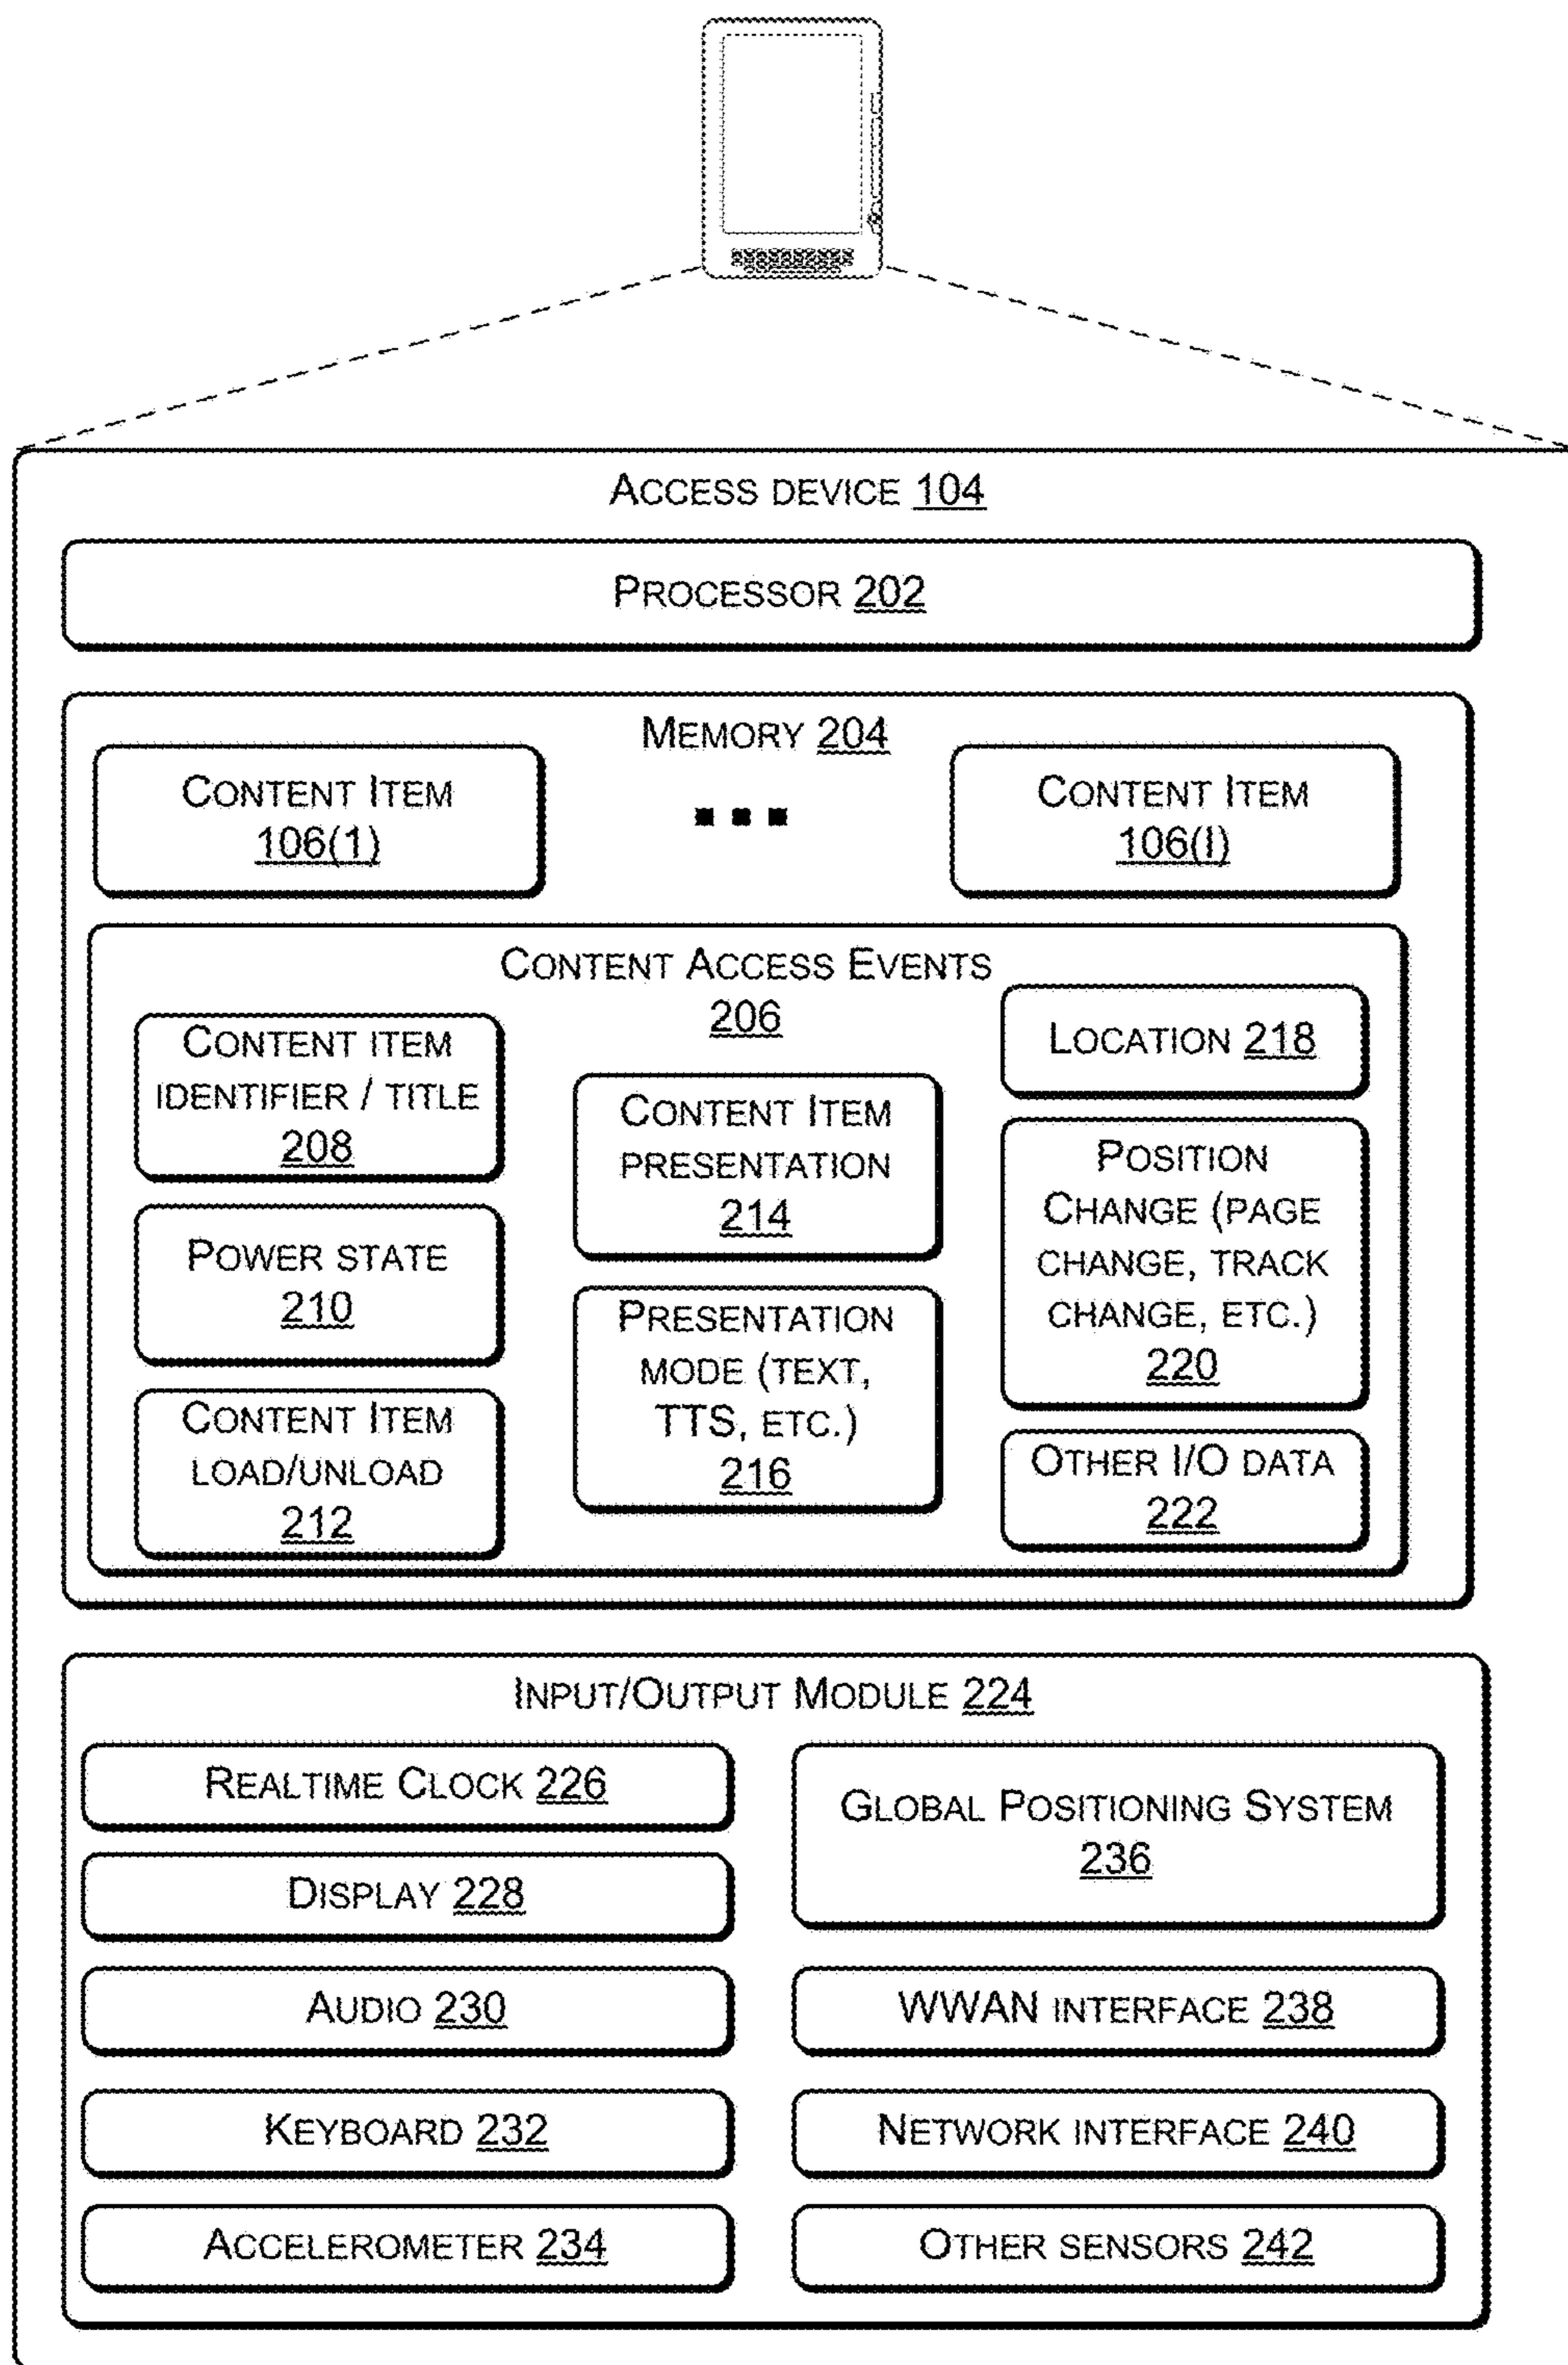 ACCESS DEVICE 104
PROCESSOR 202
MEMORY 204
CONTENT ITEM
106(1)
CONTENT ITEM
106(I)
CONTENT ACCESS EVENTS
206
CONTENT ITEM
IDENTIFIER / TITLE
208
POWER STATE
210
CONTENT ITEM
LOAD/UNLOAD
212
CONTENT ITEM
PRESENTATION
214
PRESENTATION
MODE (TEXT,
TTS, ETC.)
216
LOCATION 218
POSITION
CHANGE (PAGE
CHANGE, TRACK
CHANGE, ETC.)
220
OTHER I/O DATA
222
INPUT/OUTPUT MODULE 224
REALTIME CLOCK 226
DISPLAY 228
AUDIO 230
KEYBOARD 232
ACCELEROMETER 234
GLOBAL POSITIONING SYSTEM
236
WWAN INTERFACE 238
NETWORK INTERFACE 240
OTHER SENSORS 242